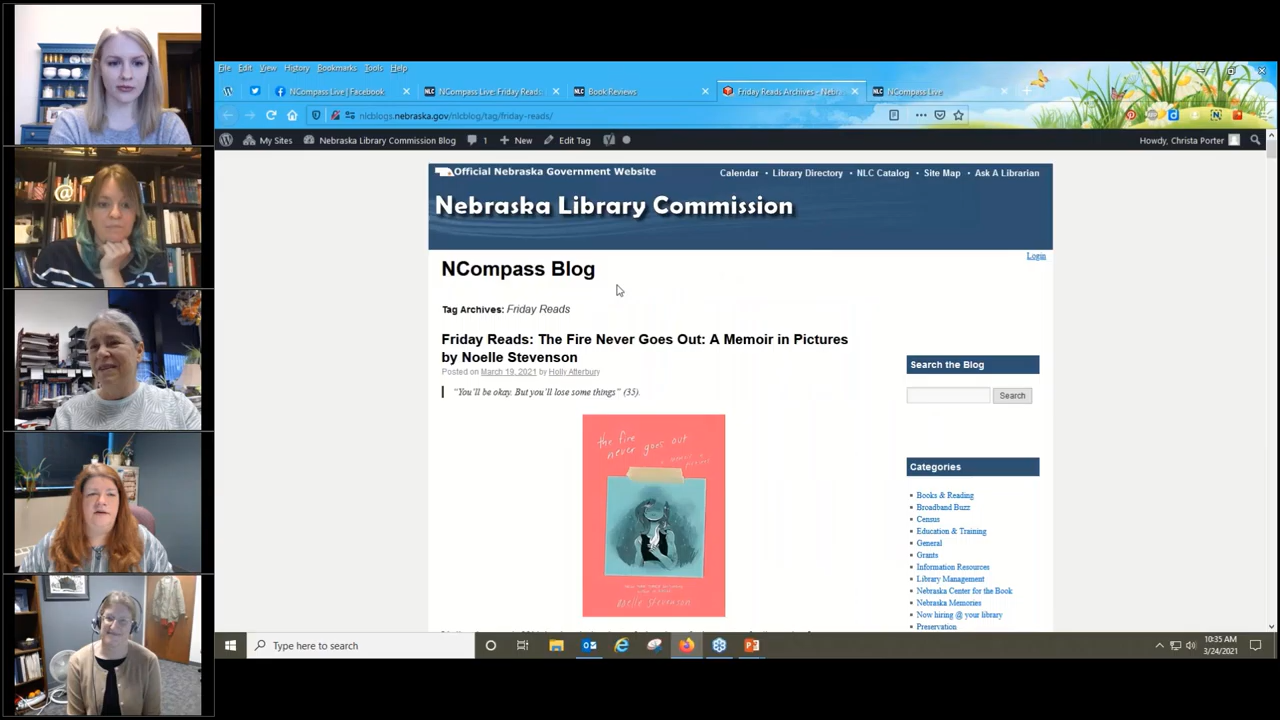 File Edit View History Bookmarks Tools Help
NCompass Live | Facebook
NCompass Live: Friday Reads:
Book Reviews
Friday Reads Archives - Nebra
NCompass Live
nlcblogs.nebraska.gov/nlcblog/tag/friday-reads/
My Sites Nebraska Library Commission Blog 1 New Edit Tag Howdy, Christa Porter
Official Nebraska Government Website
Calendar • Library Directory • NLC Catalog • Site Map • Ask A Librarian
Nebraska Library Commission
Login
NCompass Blog
Tag Archives: Friday Reads
Friday Reads: The Fire Never Goes Out: A Memoir in Pictures
by Noelle Stevenson
Posted on March 19, 2021 by Holly Atterbury
“You’ll be okay. But you’ll lose some things” (35).
the fire
never goes out
a memoir in
pictures
Noelle Stevenson
Search the Blog
Search
Categories
Books & Reading
Broadband Buzz
Census
Education & Training
General
Grants
Information Resources
Library Management
Nebraska Center for the Book
Nebraska Memories
Now hiring @ your library
Preservation
Type here to search
10:35 AM
3/24/2021